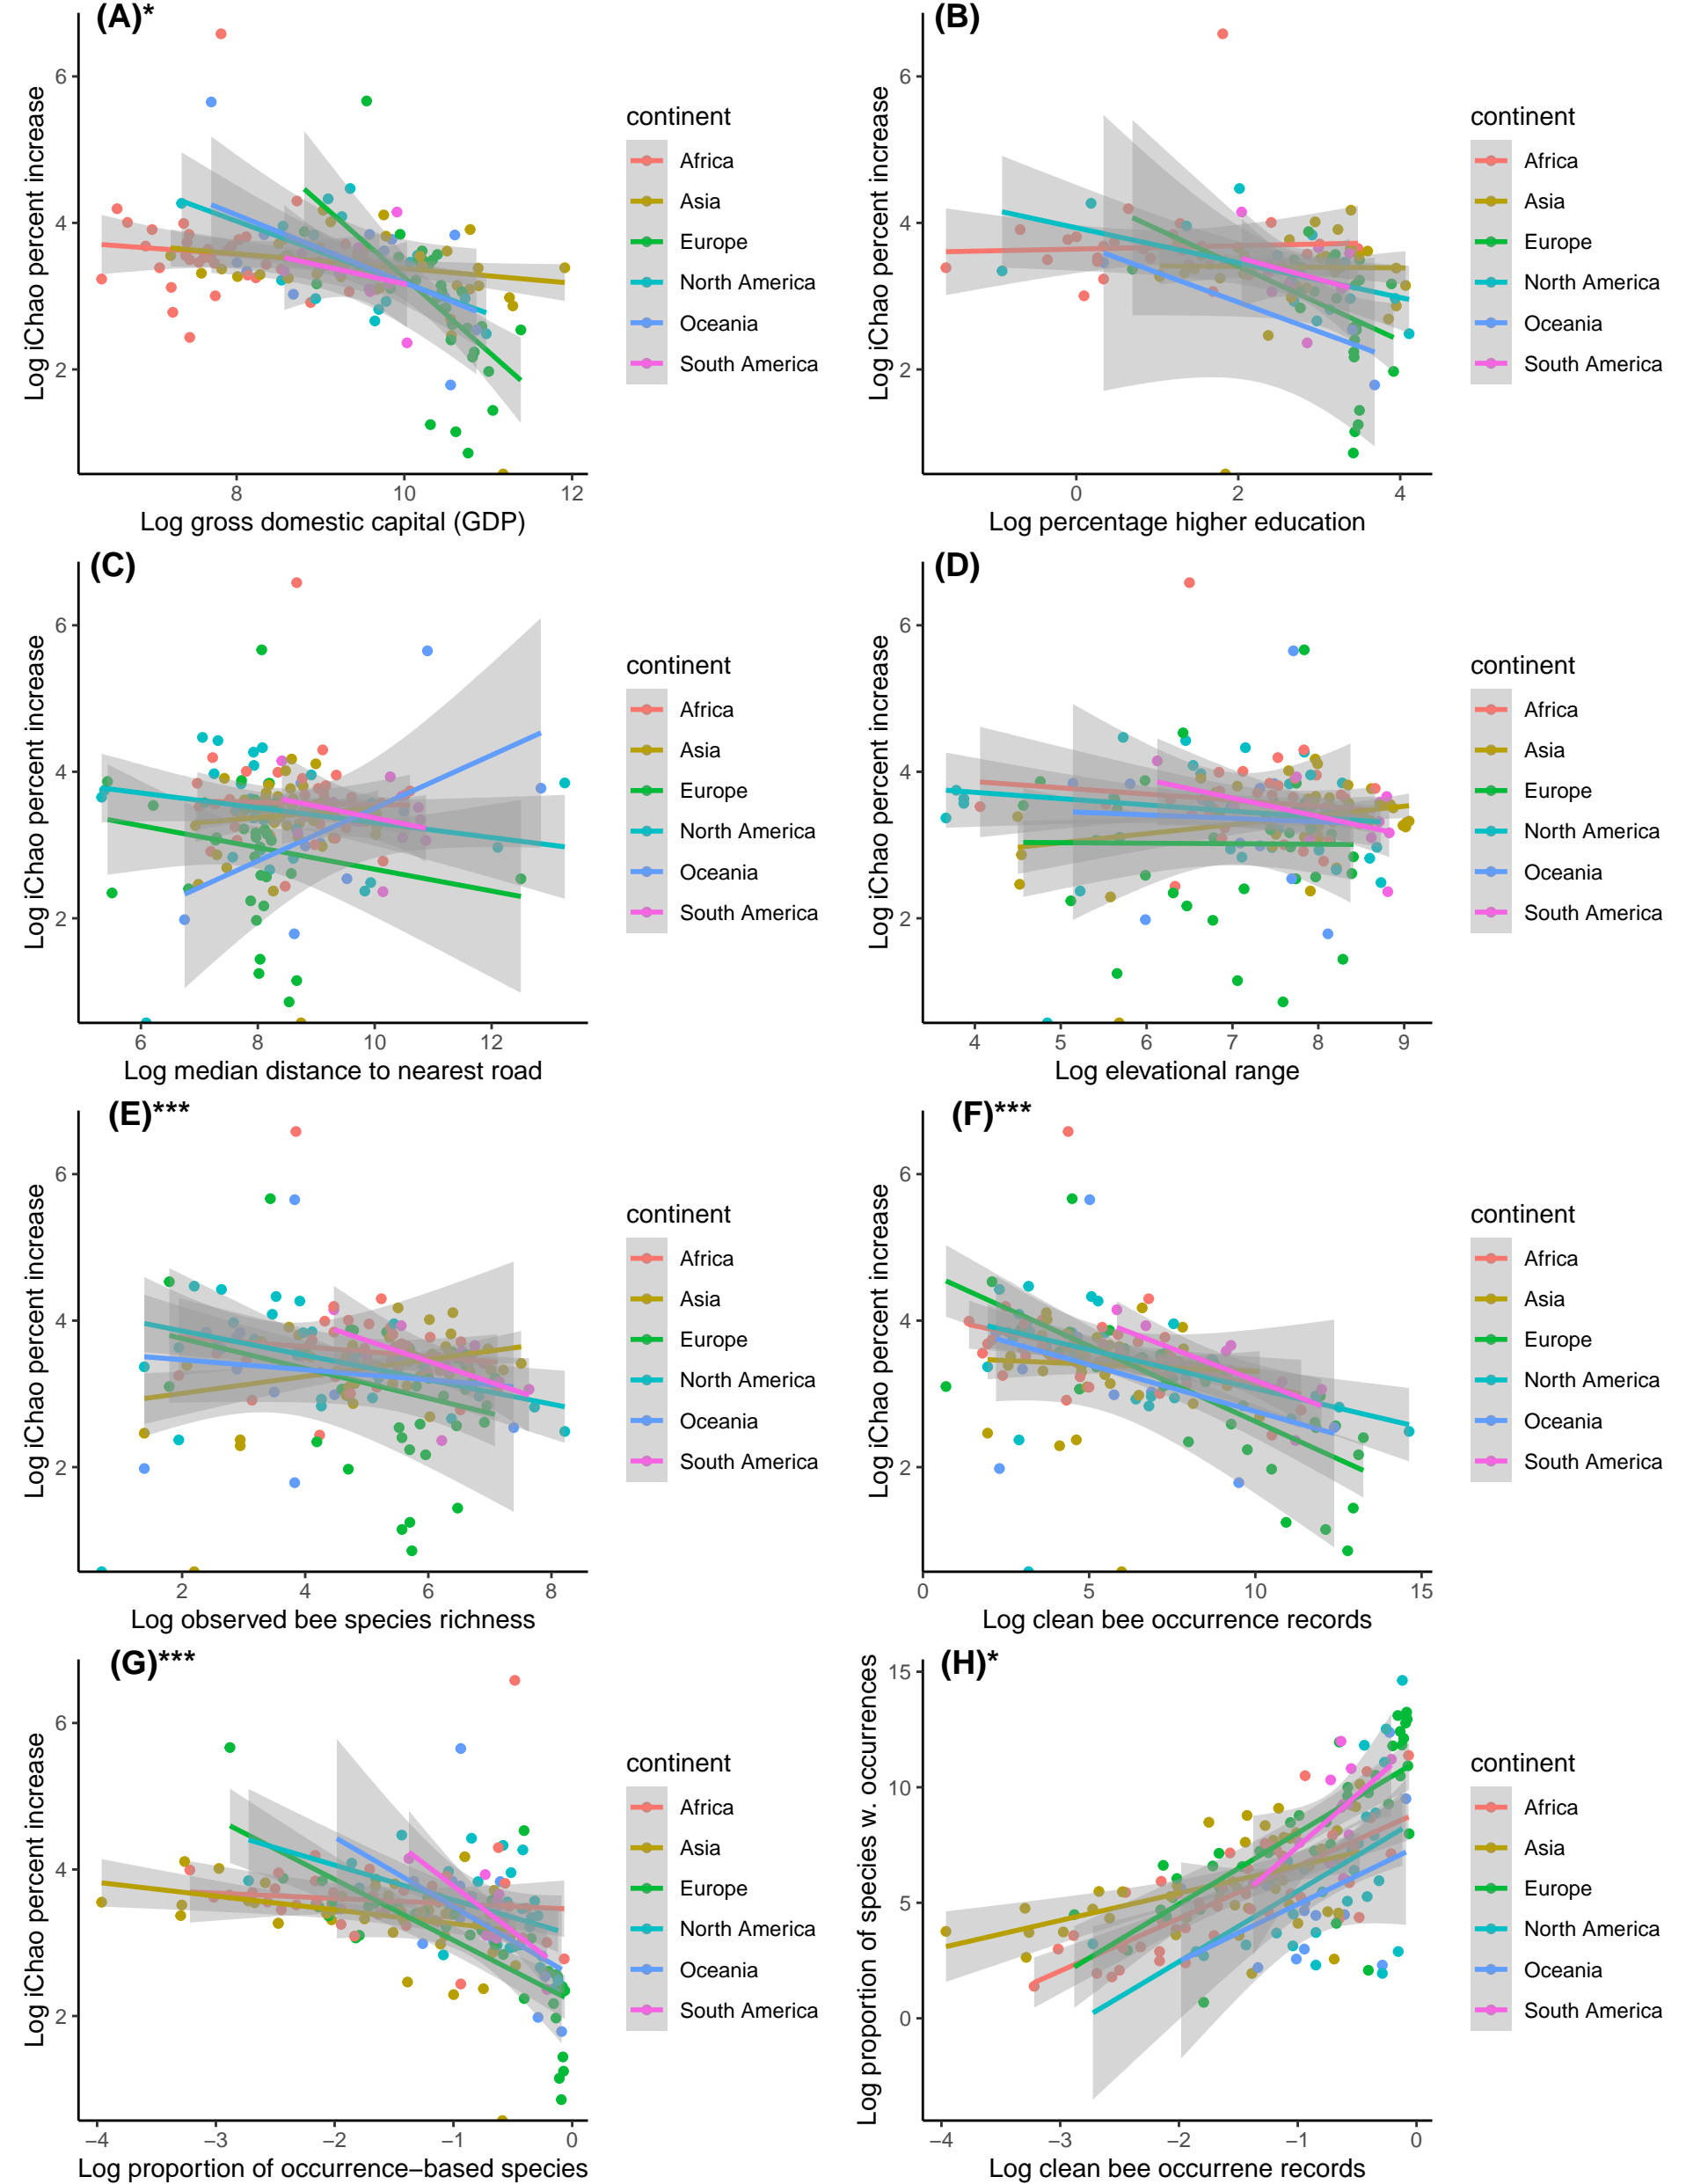 (A)*
Log iChao percent increase
6
4
2
8
10
12
Log gross domestic capital (GDP)
continent
Africa
Asia
Europe
North America
Oceania
South America
(B)
Log iChao percent increase
6
4
2
0
2
4
Log percentage higher education
continent
Africa
Asia
Europe
North America
Oceania
South America
(C)
Log iChao percent increase
6
4
2
6
8
10
12
Log median distance to nearest road
continent
Africa
Asia
Europe
North America
Oceania
South America
(D)
Log iChao percent increase
6
4
2
4
5
6
7
8
9
Log elevational range
continent
Africa
Asia
Europe
North America
Oceania
South America
(E)***
Log iChao percent increase
6
4
2
2
4
6
8
Log observed bee species richness
continent
Africa
Asia
Europe
North America
Oceania
South America
(F)***
Log iChao percent increase
6
4
2
0
5
10
15
Log clean bee occurrence records
continent
Africa
Asia
Europe
North America
Oceania
South America
(G)***
Log iChao percent increase
6
4
2
−4
−3
−2
−1
0
Log proportion of occurrence−based species
continent
Africa
Asia
Europe
North America
Oceania
South America
(H)*
Log proportion of species w. occurrences
15
10
5
0
−4
−3
−2
−1
0
Log clean bee occurrene records
continent
Africa
Asia
Europe
North America
Oceania
South America